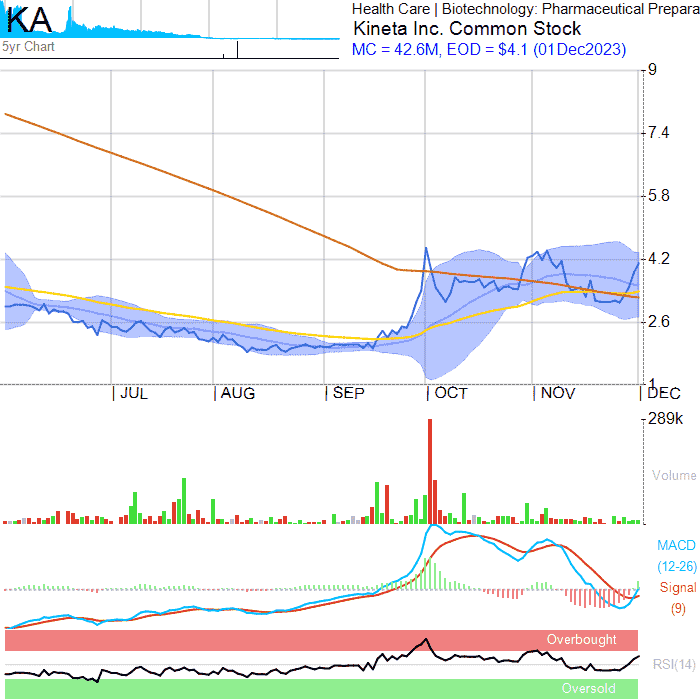 KA
Health Care | Biotechnology: Pharmaceutical Prepara
Kineta Inc. Common Stock
5yr Chart
MC = 42.6M, EOD = $4.1 (01Dec2023)
9
7.4
5.8
4.2
2.6
1
JUL
AUG
SEP
OCT
NOV
DEC
289k
Volume
MACD
(12-26)
Signal
(9)
Overbought
RSI(14)
Oversold